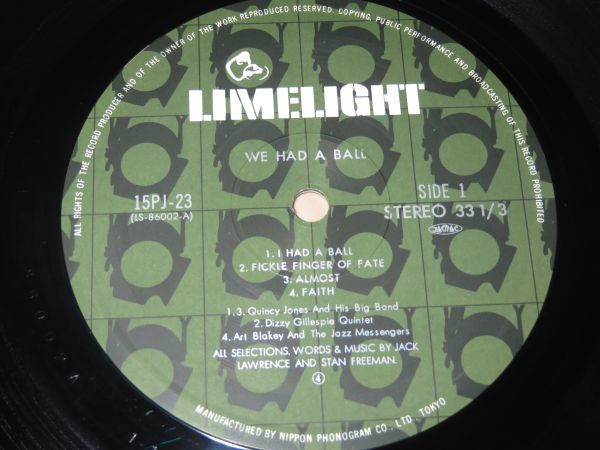 ALL RIGHTS OF THE RECORD PRODUCER AND OF THE OWNER OF THE WORK REPRODUCED RESERVED. COPYING, PUBLIC PERFORMANCE AND BROADCASTING OF THIS RECORD PROHIBITED
LIMELIGHT
WE HAD A BALL
15PJ-23
(LS-86002-A)
SIDE 1
STEREO 33 1/3
JASRAC
1. I HAD A BALL
2. FICKLE FINGER OF FATE
3. ALMOST
4. FAITH
1.3. Quincy Jones And His Big Band
2. Dizzy Gillespie Quintet
4. Art Blakey And The Jazz Messengers
ALL SELECTIONS, WORDS & MUSIC BY JACK
LAWRENCE AND STAN FREEMAN.
④
MANUFACTURED BY NIPPON PHONOGRAM CO., LTD., TOKYO